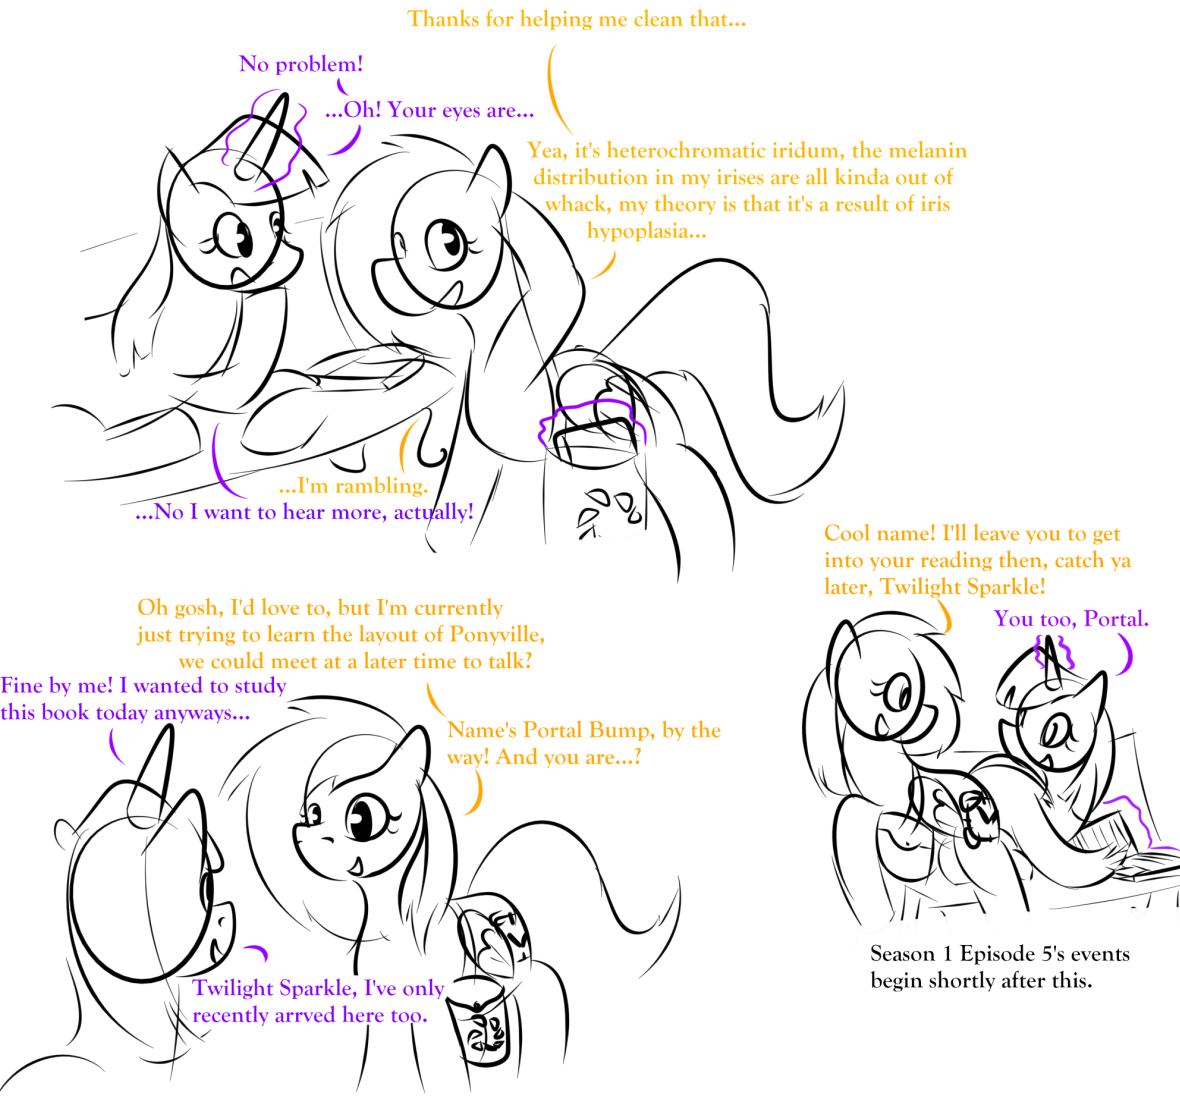 Thanks for helping me clean that...
No problem!
...Oh! Your eyes are...
Yea, it's heterochromatic iridum, the melanin
distribution in my irises are all kinda out of
whack, my theory is that it's a result of iris
hypoplasia...
...I'm rambling.
...No I want to hear more, actually!
Oh gosh, I'd love to, but I'm currently
just trying to learn the layout of Ponyville,
we could meet at a later time to talk?
Fine by me! I wanted to study
this book today anyways...
Name's Portal Bump, by the
way! And you are...?
Twilight Sparkle, I've only
recently arrved here too.
Cool name! I'll leave you to get
into your reading then, catch ya
later, Twilight Sparkle!
You too, Portal.
Season 1 Episode 5's events
begin shortly after this.